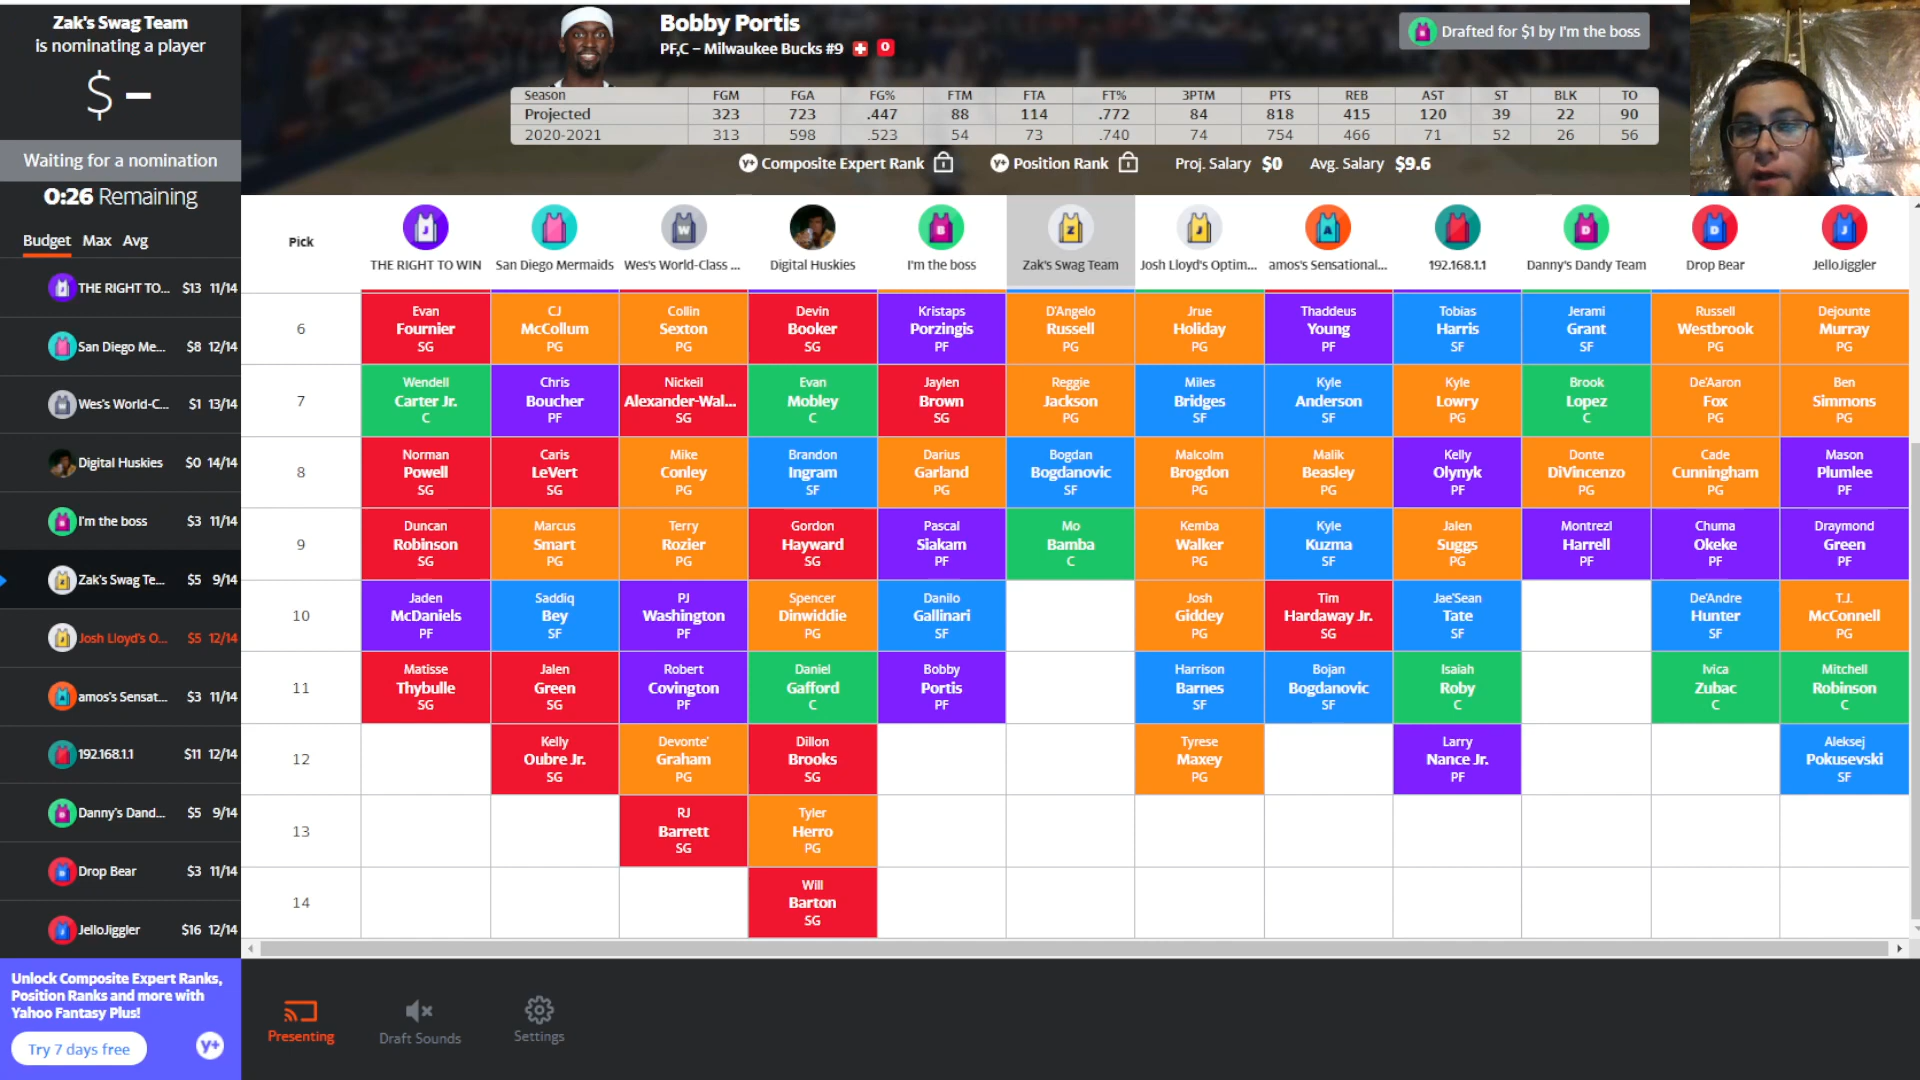 Zak's Swag Team
is nominating a player
$ –
Waiting for a nomination
0:26 Remaining
Budget Max Avg
THE RIGHT TO... $13 11/14
San Diego Me... $8 12/14
Wes's World-C... $1 13/14
Digital Huskies $0 14/14
I'm the boss $3 11/14
Zak's Swag Te... $5 9/14
Josh Lloyd's O... $5 12/14
amos's Sensat... $3 11/14
192.168.1.1 $11 12/14
Danny's Dand... $5 9/14
Drop Bear $3 11/14
JelloJiggler $16 12/14
Unlock Composite Expert Ranks,
Position Ranks and more with
Yahoo Fantasy Plus!
Try 7 days free y+
Bobby Portis
PF,C – Milwaukee Bucks #9
Drafted for $1 by I'm the boss
Season FGM FGA FG% FTM FTA FT% 3PTM PTS REB AST ST BLK TO
Projected 323 723 .447 88 114 .772 84 818 415 120 39 22 90
2020-2021 313 598 .523 54 73 .740 74 754 466 71 52 26 56
y+ Composite Expert Rank y+ Position Rank Proj. Salary $0 Avg. Salary $9.6
Pick THE RIGHT TO WIN San Diego Mermaids Wes's World-Class ... Digital Huskies I'm the boss Zak's Swag Team Josh Lloyd's Optim... amos's Sensational... 192.168.1.1 Danny's Dandy Team Drop Bear JelloJiggler
Evan CJ Collin Devin Kristaps D'Angelo Jrue Thaddeus Tobias Jerami Russell Dejounte
6 Fournier McCollum Sexton Booker Porzingis Russell Holiday Young Harris Grant Westbrook Murray
SG PG PG SG PF PG PG PF SF SF PG PG
Wendell Chris Nickeil Evan Jaylen Reggie Miles Kyle Kyle Brook De'Aaron Ben
7 Carter Jr. Boucher Alexander-Wal... Mobley Brown Jackson Bridges Anderson Lowry Lopez Fox Simmons
C PF SG C SG PG SF SF PG C PG PG
Norman Caris Mike Brandon Darius Bogdan Malcolm Malik Kelly Donte Cade Mason
8 Powell LeVert Conley Ingram Garland Bogdanovic Brogdon Beasley Olynyk DiVincenzo Cunningham Plumlee
SG SG PG SF PG SF PG PG PF PG PG PF
Duncan Marcus Terry Gordon Pascal Mo Kemba Kyle Jalen Montrezl Chuma Draymond
9 Robinson Smart Rozier Hayward Siakam Bamba Walker Kuzma Suggs Harrell Okeke Green
SG PG PG SG PF C PG SF PG PF PF PF
Jaden Saddiq PJ Spencer Danilo Josh Tim Jae'Sean De'Andre T.J.
10 McDaniels Bey Washington Dinwiddie Gallinari Giddey Hardaway Jr. Tate Hunter McConnell
PF SF PF PG SF PG SG SF SF PG
Matisse Jalen Robert Daniel Bobby Harrison Bojan Isaiah Ivica Mitchell
11 Thybulle Green Covington Gafford Portis Barnes Bogdanovic Roby Zubac Robinson
SG SG PF C PF SF SF C C C
Kelly Devonte' Dillon Tyrese Larry Aleksej
12 Oubre Jr. Graham Brooks Maxey Nance Jr. Pokusevski
SG PG SG PG PF SF
RJ Tyler
13 Barrett Herro
SG PG
Will
14 Barton
SG
Presenting Draft Sounds Settings